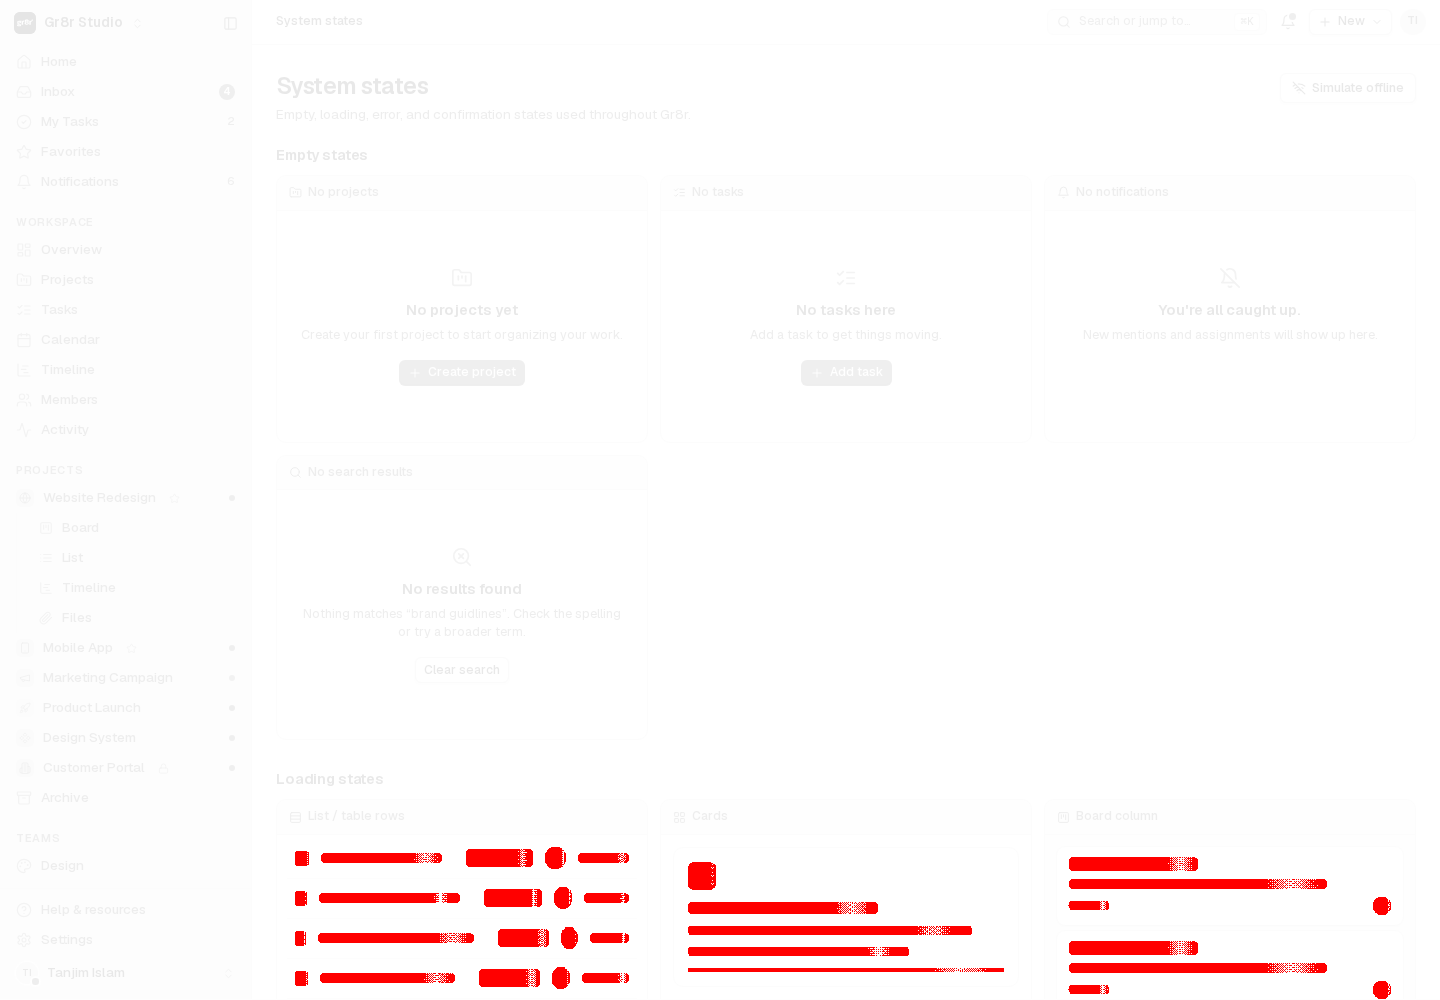 gr8r Gr8r Studio
Home
Inbox 4
My Tasks 2
Favorites
Notifications 6
WORKSPACE
Overview
Projects
Tasks
Calendar
Timeline
Members
Activity
PROJECTS
Website Redesign
Board
List
Timeline
Files
Mobile App
Marketing Campaign
Product Launch
Design System
Customer Portal
Archive
TEAMS
Design
Help & resources
Settings
TI Tanjim Islam
System states
Search or jump to... ⌘K
New
TI
System states
Simulate offline
Empty, loading, error, and confirmation states used throughout Gr8r.
Empty states
No projects
No projects yet
Create your first project to start organizing your work.
Create project
No tasks
No tasks here
Add a task to get things moving.
Add task
No notifications
You're all caught up.
New mentions and assignments will show up here.
No search results
No results found
Nothing matches “brand guidlines”. Check the spelling
or try a broader term.
Clear search
Loading states
List / table rows
Cards
Board column